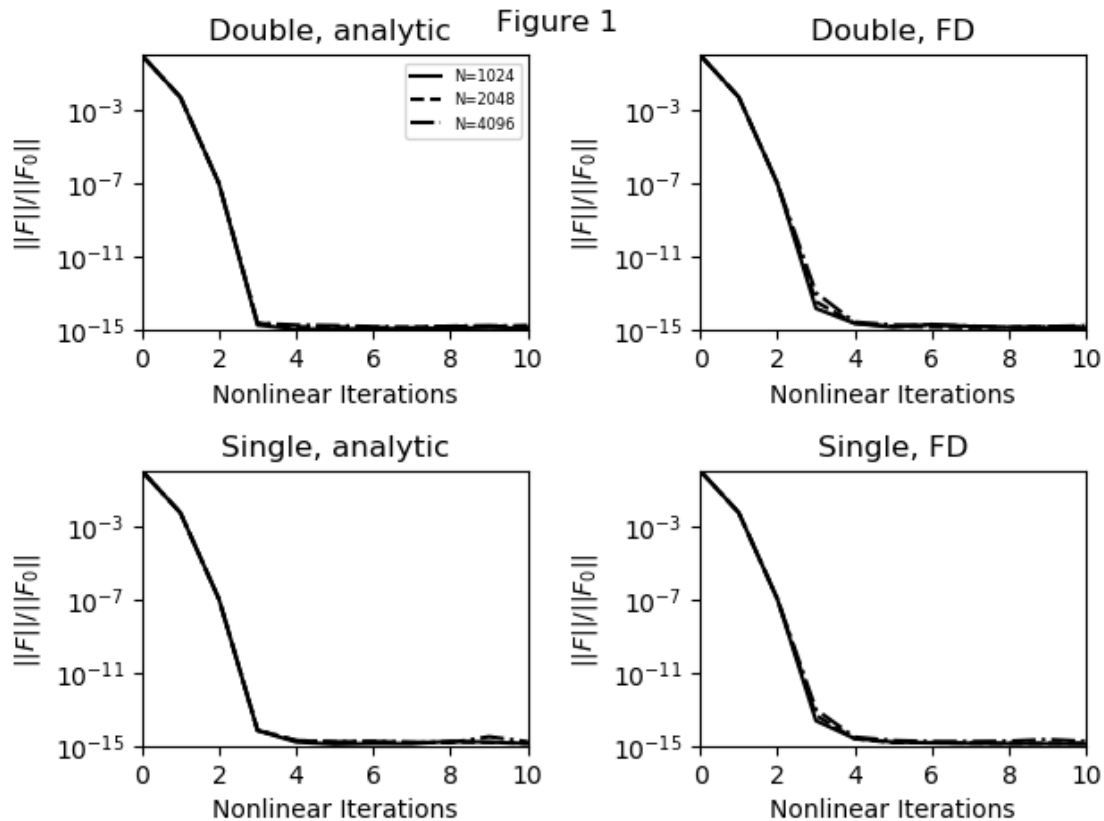 Figure 1
Double, analytic
||F||/||F₀||
10⁻³
10⁻⁷
10⁻¹¹
10⁻¹⁵
N=1024
N=2048
N=4096
0 2 4 6 8 10
Nonlinear Iterations
Double, FD
||F||/||F₀||
10⁻³
10⁻⁷
10⁻¹¹
10⁻¹⁵
0 2 4 6 8 10
Nonlinear Iterations
Single, analytic
||F||/||F₀||
10⁻³
10⁻⁷
10⁻¹¹
10⁻¹⁵
0 2 4 6 8 10
Nonlinear Iterations
Single, FD
||F||/||F₀||
10⁻³
10⁻⁷
10⁻¹¹
10⁻¹⁵
0 2 4 6 8 10
Nonlinear Iterations